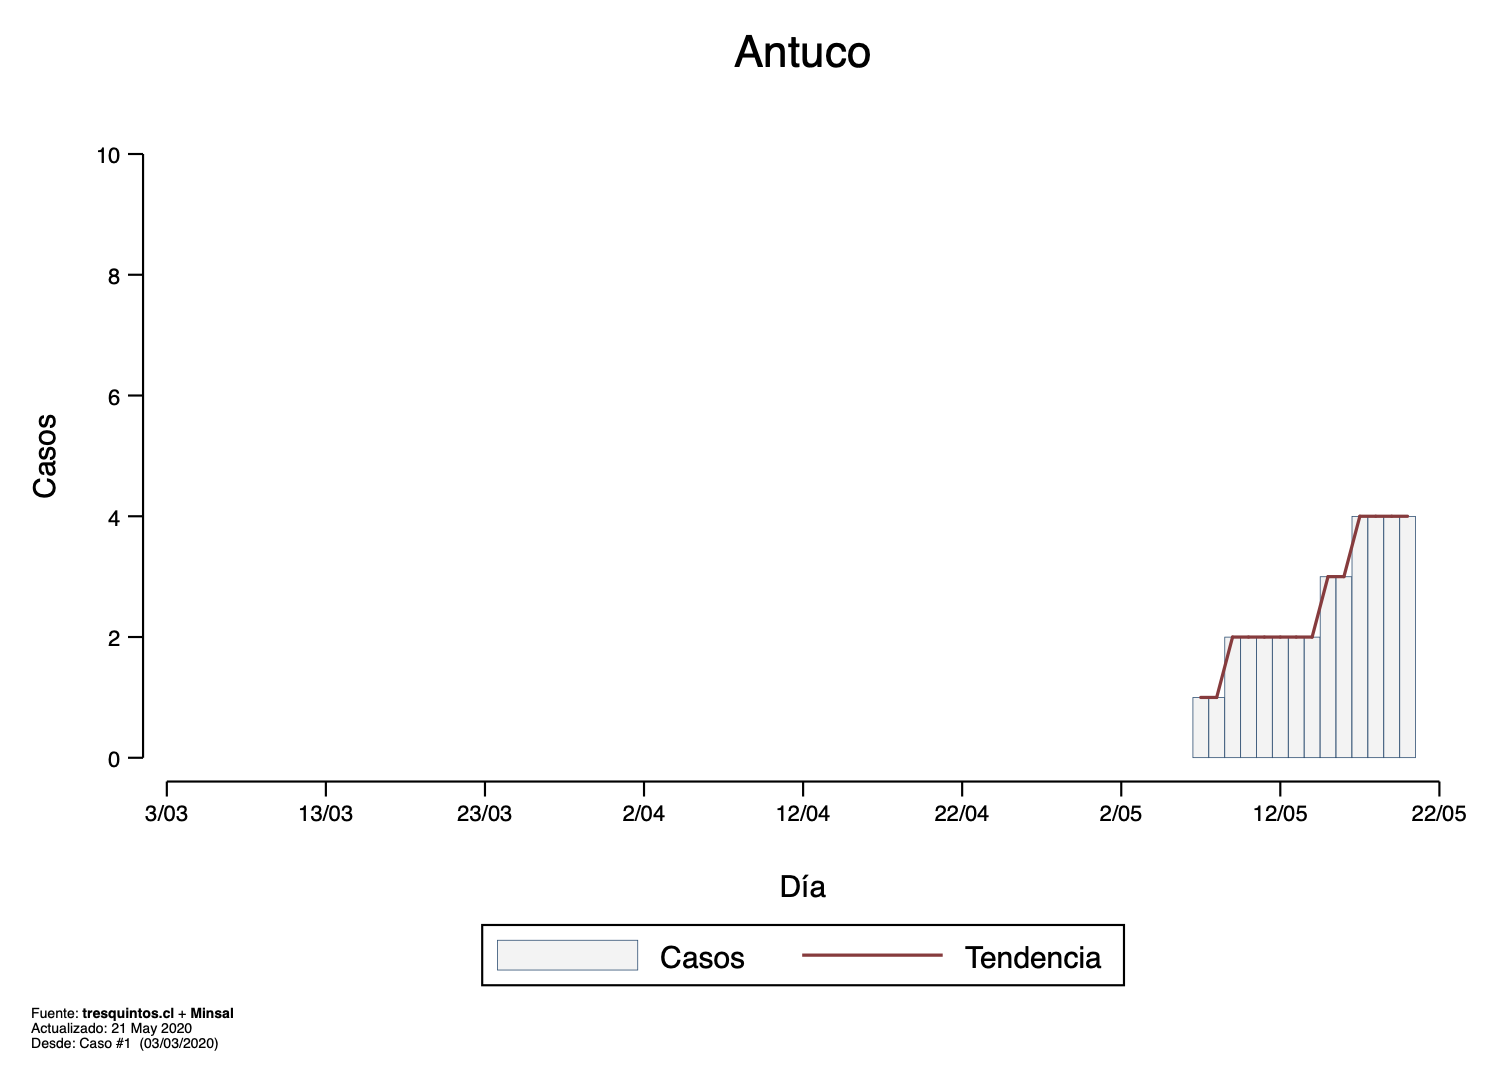 Antuco
10
8
6
4
2
0
Casos
3/03 13/03 23/03 2/04 12/04 22/04 2/05 12/05 22/05
Día
Casos Tendencia
Fuente: tresquintos.cl + Minsal
Actualizado: 21 May 2020
Desde: Caso #1 (03/03/2020)